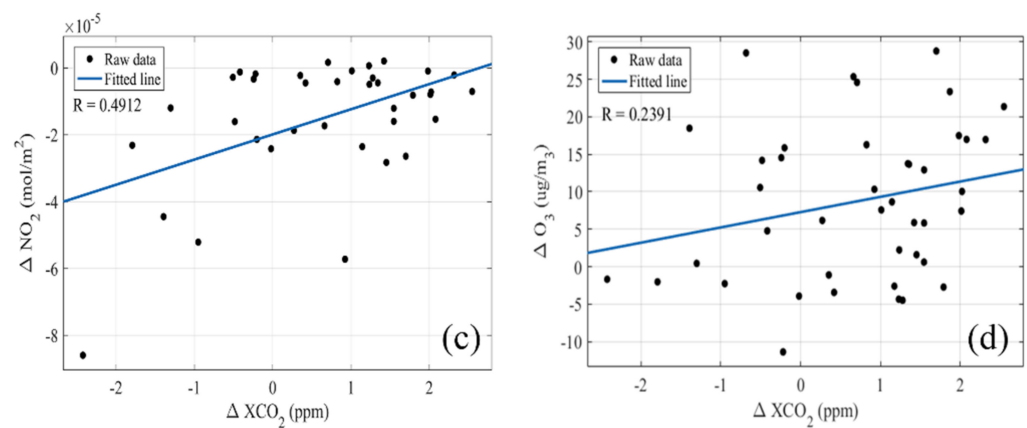 ×10⁻⁵
Raw data
Fitted line
R = 0.4912
0
-2
-4
-6
-8
Δ NO₂ (mol/m²)
(c)
-2 -1 0 1 2
Δ XCO₂ (ppm)
Raw data
Fitted line
R = 0.2391
30
25
20
15
10
5
0
-5
-10
Δ O₃ (ug/m₃)
(d)
-2 -1 0 1 2
Δ XCO₂ (ppm)